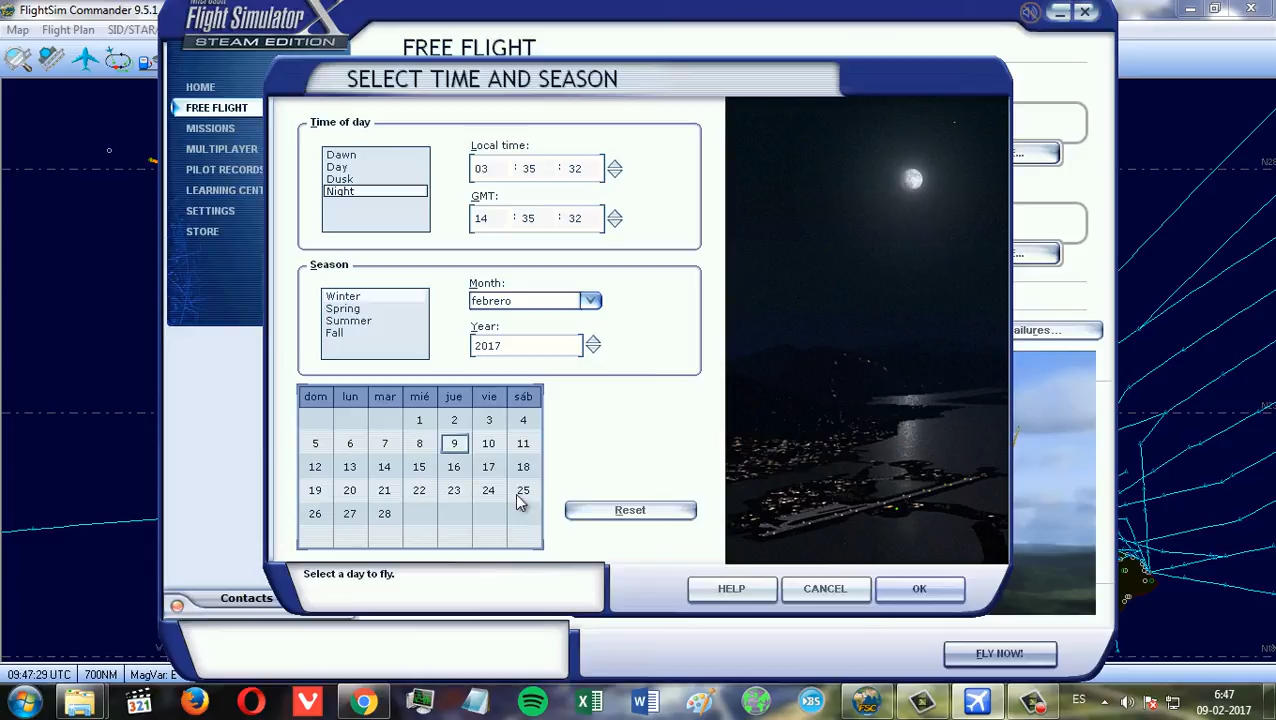 FlightSim Commander 9.5.1
Map Flight Plan SID/STAR/
Flight Simulator X
STEAM EDITION
FREE FLIGHT
HOME
FREE FLIGHT
MISSIONS
MULTIPLAYER
PILOT RECORDS
LEARNING CENT
SETTINGS
STORE
SELECT TIME AND SEASON
Time of day
Dawn
Day
Dusk
Night
Local time:
03 : 35 : 32
GMT:
14 : 35 : 32
Season
Winter
Spring
Summer
Fall
Month:
febrero
Year:
2017
dom lun mar mié jue vie sáb
1 2 3 4
5 6 7 8 9 10 11
12 13 14 15 16 17 18
19 20 21 22 23 24 25
26 27 28
Reset
Select a day to fly.
HELP CANCEL OK
E...
E...
ailures...
Contacts
FLY NOW!
09:47:29 UTC 700NM MagVar: E
321
FSC
ES
6:47
09-02-2017